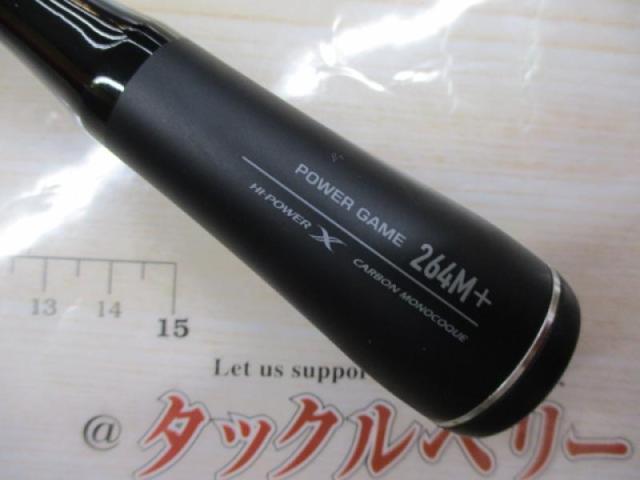 POWER GAME 264M+
HI-POWER X CARBON MONOCOQUE
13 14 15
Let us suppor
@タックルベリー